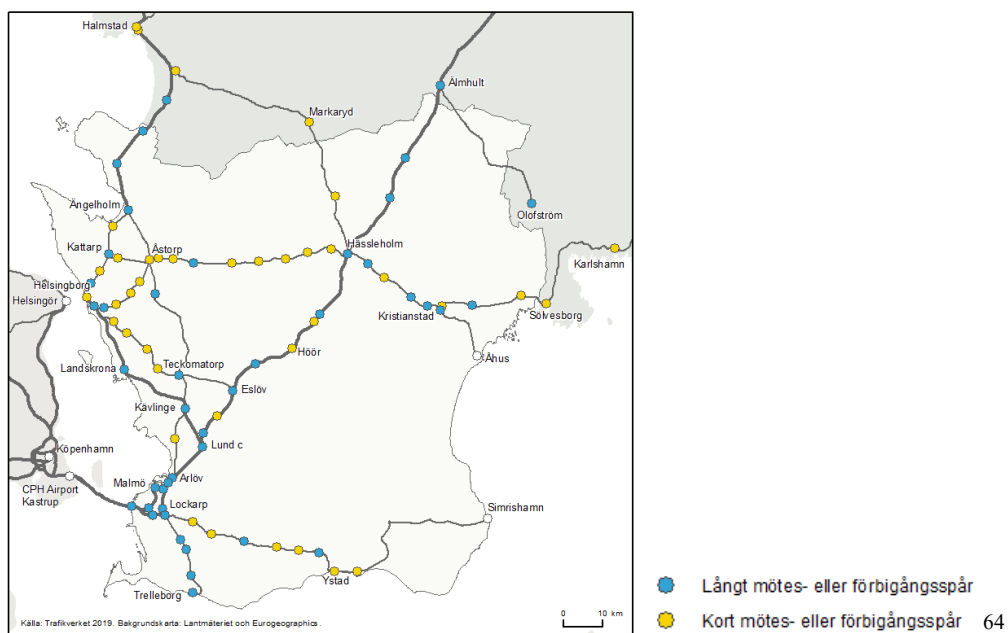 Halmstad
Älmhult
Markaryd
Olofström
Ängelholm
Kattarp
Åstorp
Hässleholm
Karlshamn
Helsingborg
Helsingör
Kristianstad
Sölvesborg
Höör
Åhus
Landskrona
Teckomatorp
Eslöv
Kävlinge
Lund c
Köpenhamn
CPH Airport
Kastrup
Malmö
Arlöv
Lockarp
Simrishamn
Ystad
Trelleborg
Källa: Trafikverket 2019. Bakgrundskarta: Lantmäteriet och Eurogeographics.
0 10 km
Långt mötes- eller förbigångsspår
Kort mötes- eller förbigångsspår 64